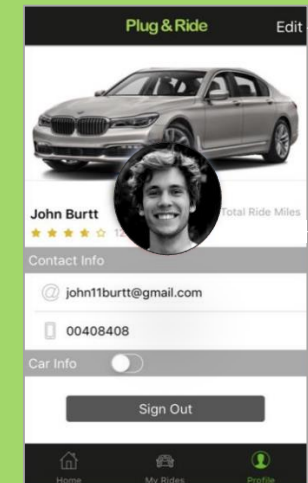 Plug & Ride Edit
John Burtt
Total Ride Miles
12
Contact Info
@ john11burtt@gmail.com
00408408
Car Info
Sign Out
Home My Rides Profile